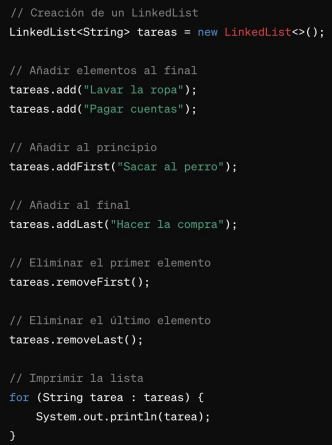 // Creación de un LinkedList
LinkedList<String> tareas = new LinkedList<>();
// Añadir elementos al final
tareas.add("Lavar la ropa");
tareas.add("Pagar cuentas");
// Añadir al principio
tareas.addFirst("Sacar al perro");
// Añadir al final
tareas.addLast("Hacer la compra");
// Eliminar el primer elemento
tareas.removeFirst();
// Eliminar el último elemento
tareas.removeLast();
// Imprimir la lista
for (String tarea : tareas) {
    System.out.println(tarea);
}